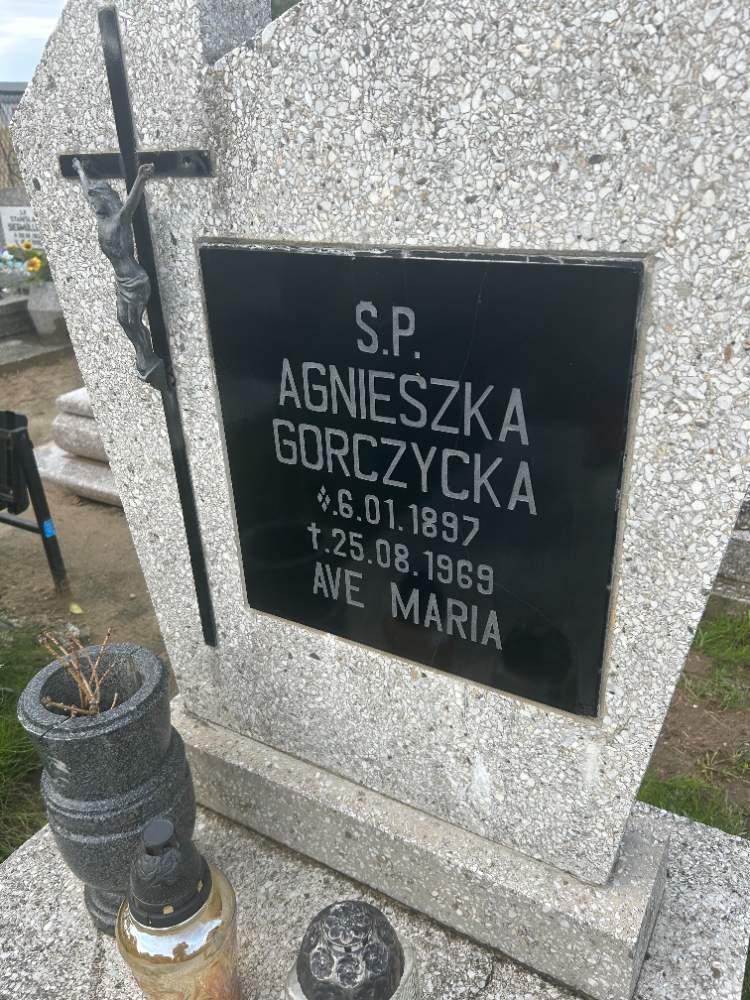 Ś.P.
AGNIESZKA
GORCZYCKA
6.01.1897
†.25.08.1969
AVE MARIA